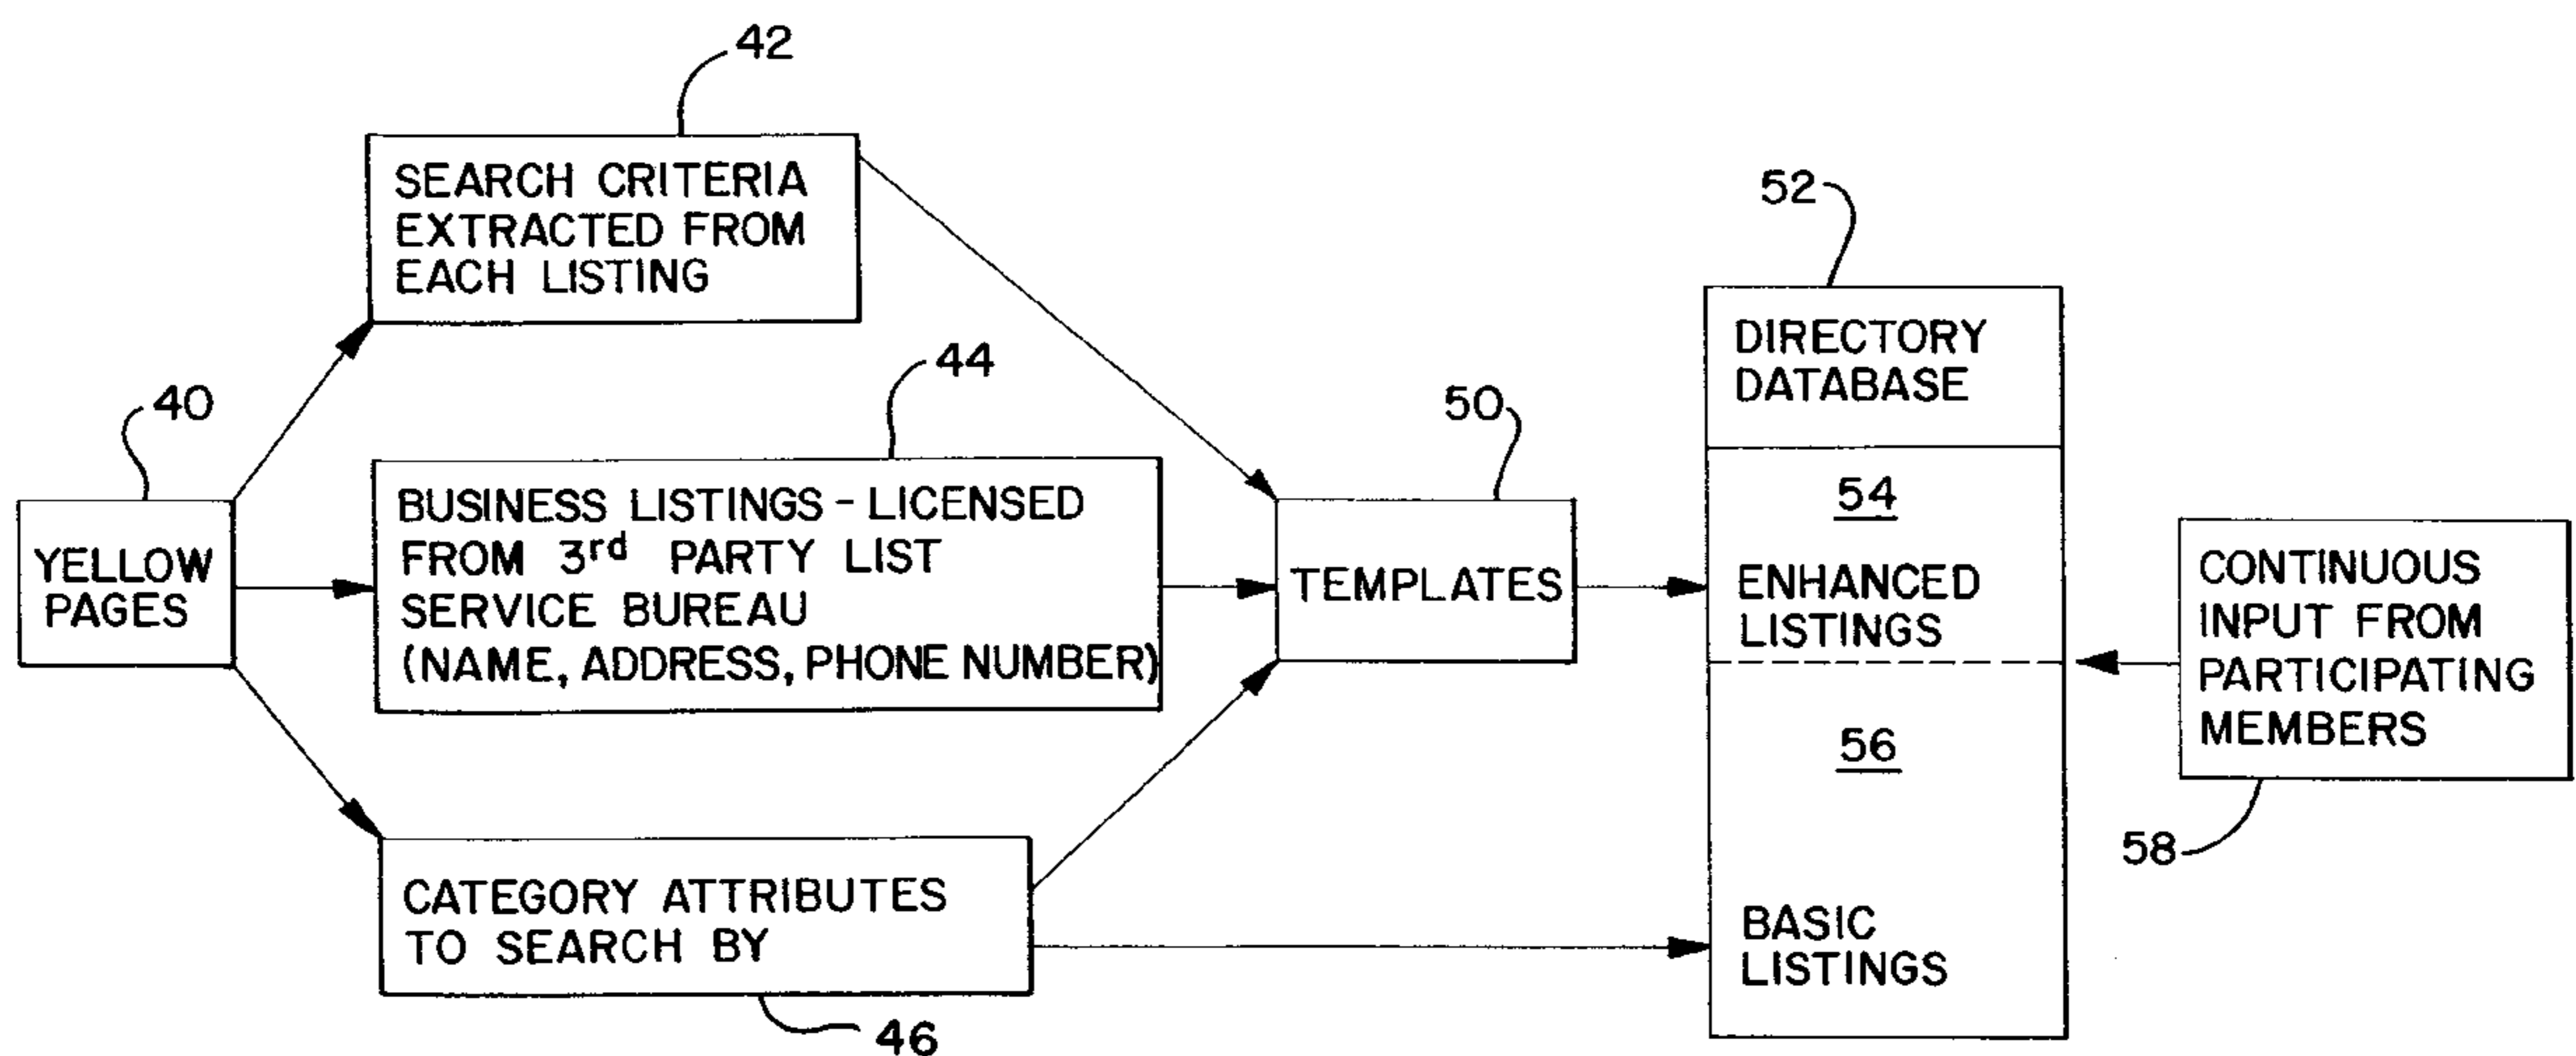 42
SEARCH CRITERIA
EXTRACTED FROM
EACH LISTING
40
YELLOW
PAGES
44
BUSINESS LISTINGS - LICENSED
FROM 3rd PARTY LIST
SERVICE BUREAU
(NAME, ADDRESS, PHONE NUMBER)
CATEGORY ATTRIBUTES
TO SEARCH BY
46
50
TEMPLATES
52
DIRECTORY
DATABASE
54
ENHANCED
LISTINGS
56
BASIC
LISTINGS
CONTINUOUS
INPUT FROM
PARTICIPATING
MEMBERS
58